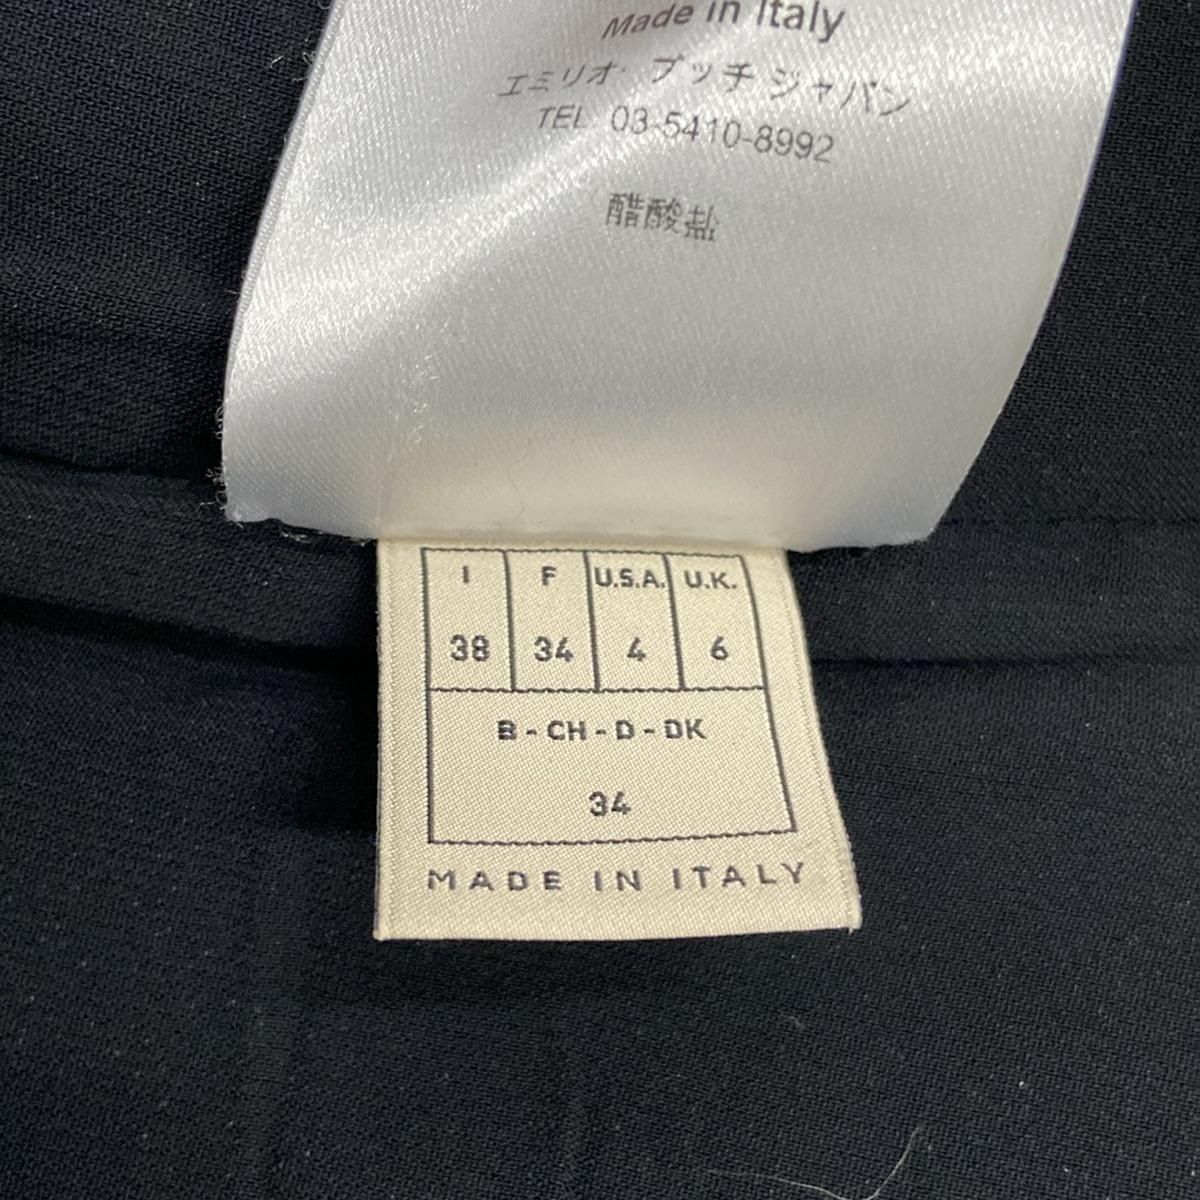 Made in Italy
エミリオ・プッチ ジャパン
TEL 03-5410-8992
醋酸盐
I F U.S.A. U.K.
38 34 4 6
B - CH - D - DK
34
MADE IN ITALY